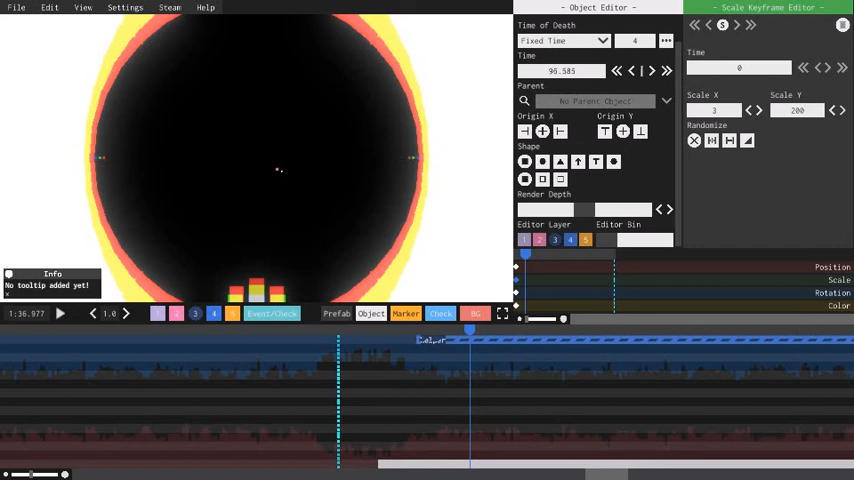 File Edit View Settings Steam Help
- Object Editor -
- Scale Keyframe Editor -
Time of Death
Fixed Time
4
Time
96.585
Parent
No Parent Object
Origin X Origin Y
Shape
Render Depth
Editor Layer Editor Bin
1 2 3 4 5
S
Time
0
Scale X Scale Y
3
200
Randomize
Position
Scale
Rotation
Color
Info
No tooltip added yet!
1:36.977
1.0
1 2 3 4 5
Event/Check
Prefab
Object
Marker
Check
BG